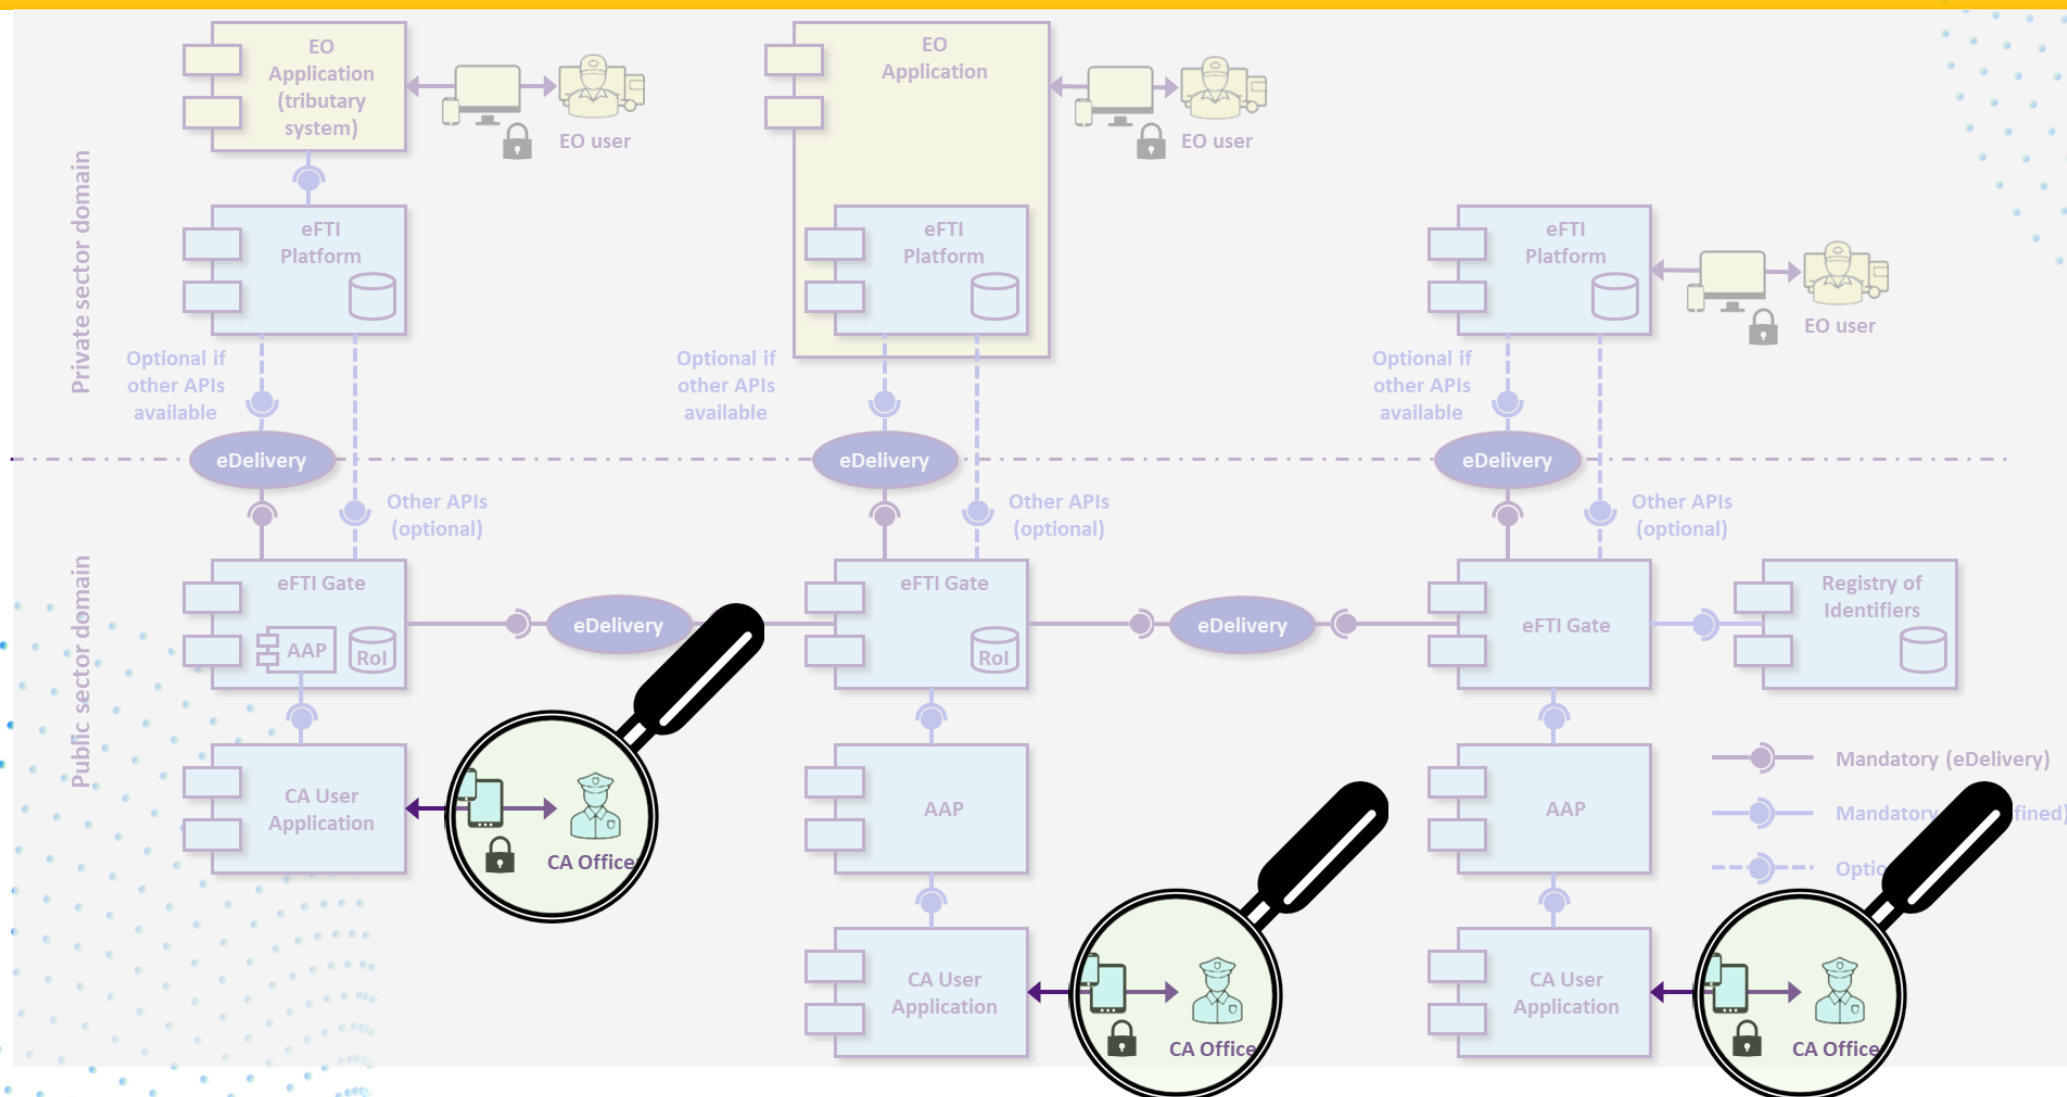 Private sector domain
EO
Application
(tributary
system)
EO user
EO
Application
EO user
eFTI
Platform
eFTI
Platform
eFTI
Platform
EO user
Optional if
other APIs
available
Optional if
other APIs
available
Optional if
other APIs
available
eDelivery
eDelivery
eDelivery
Public sector domain
Other APIs
(optional)
Other APIs
(optional)
Other APIs
(optional)
eFTI Gate
AAP
RoI
eDelivery
eFTI Gate
RoI
eDelivery
eFTI Gate
Registry of
Identifiers
CA User
Application
CA Office
AAP
AAP
Mandatory (eDelivery)
Mandatory
CA User
Application
CA Office
CA User
Application
CA Office